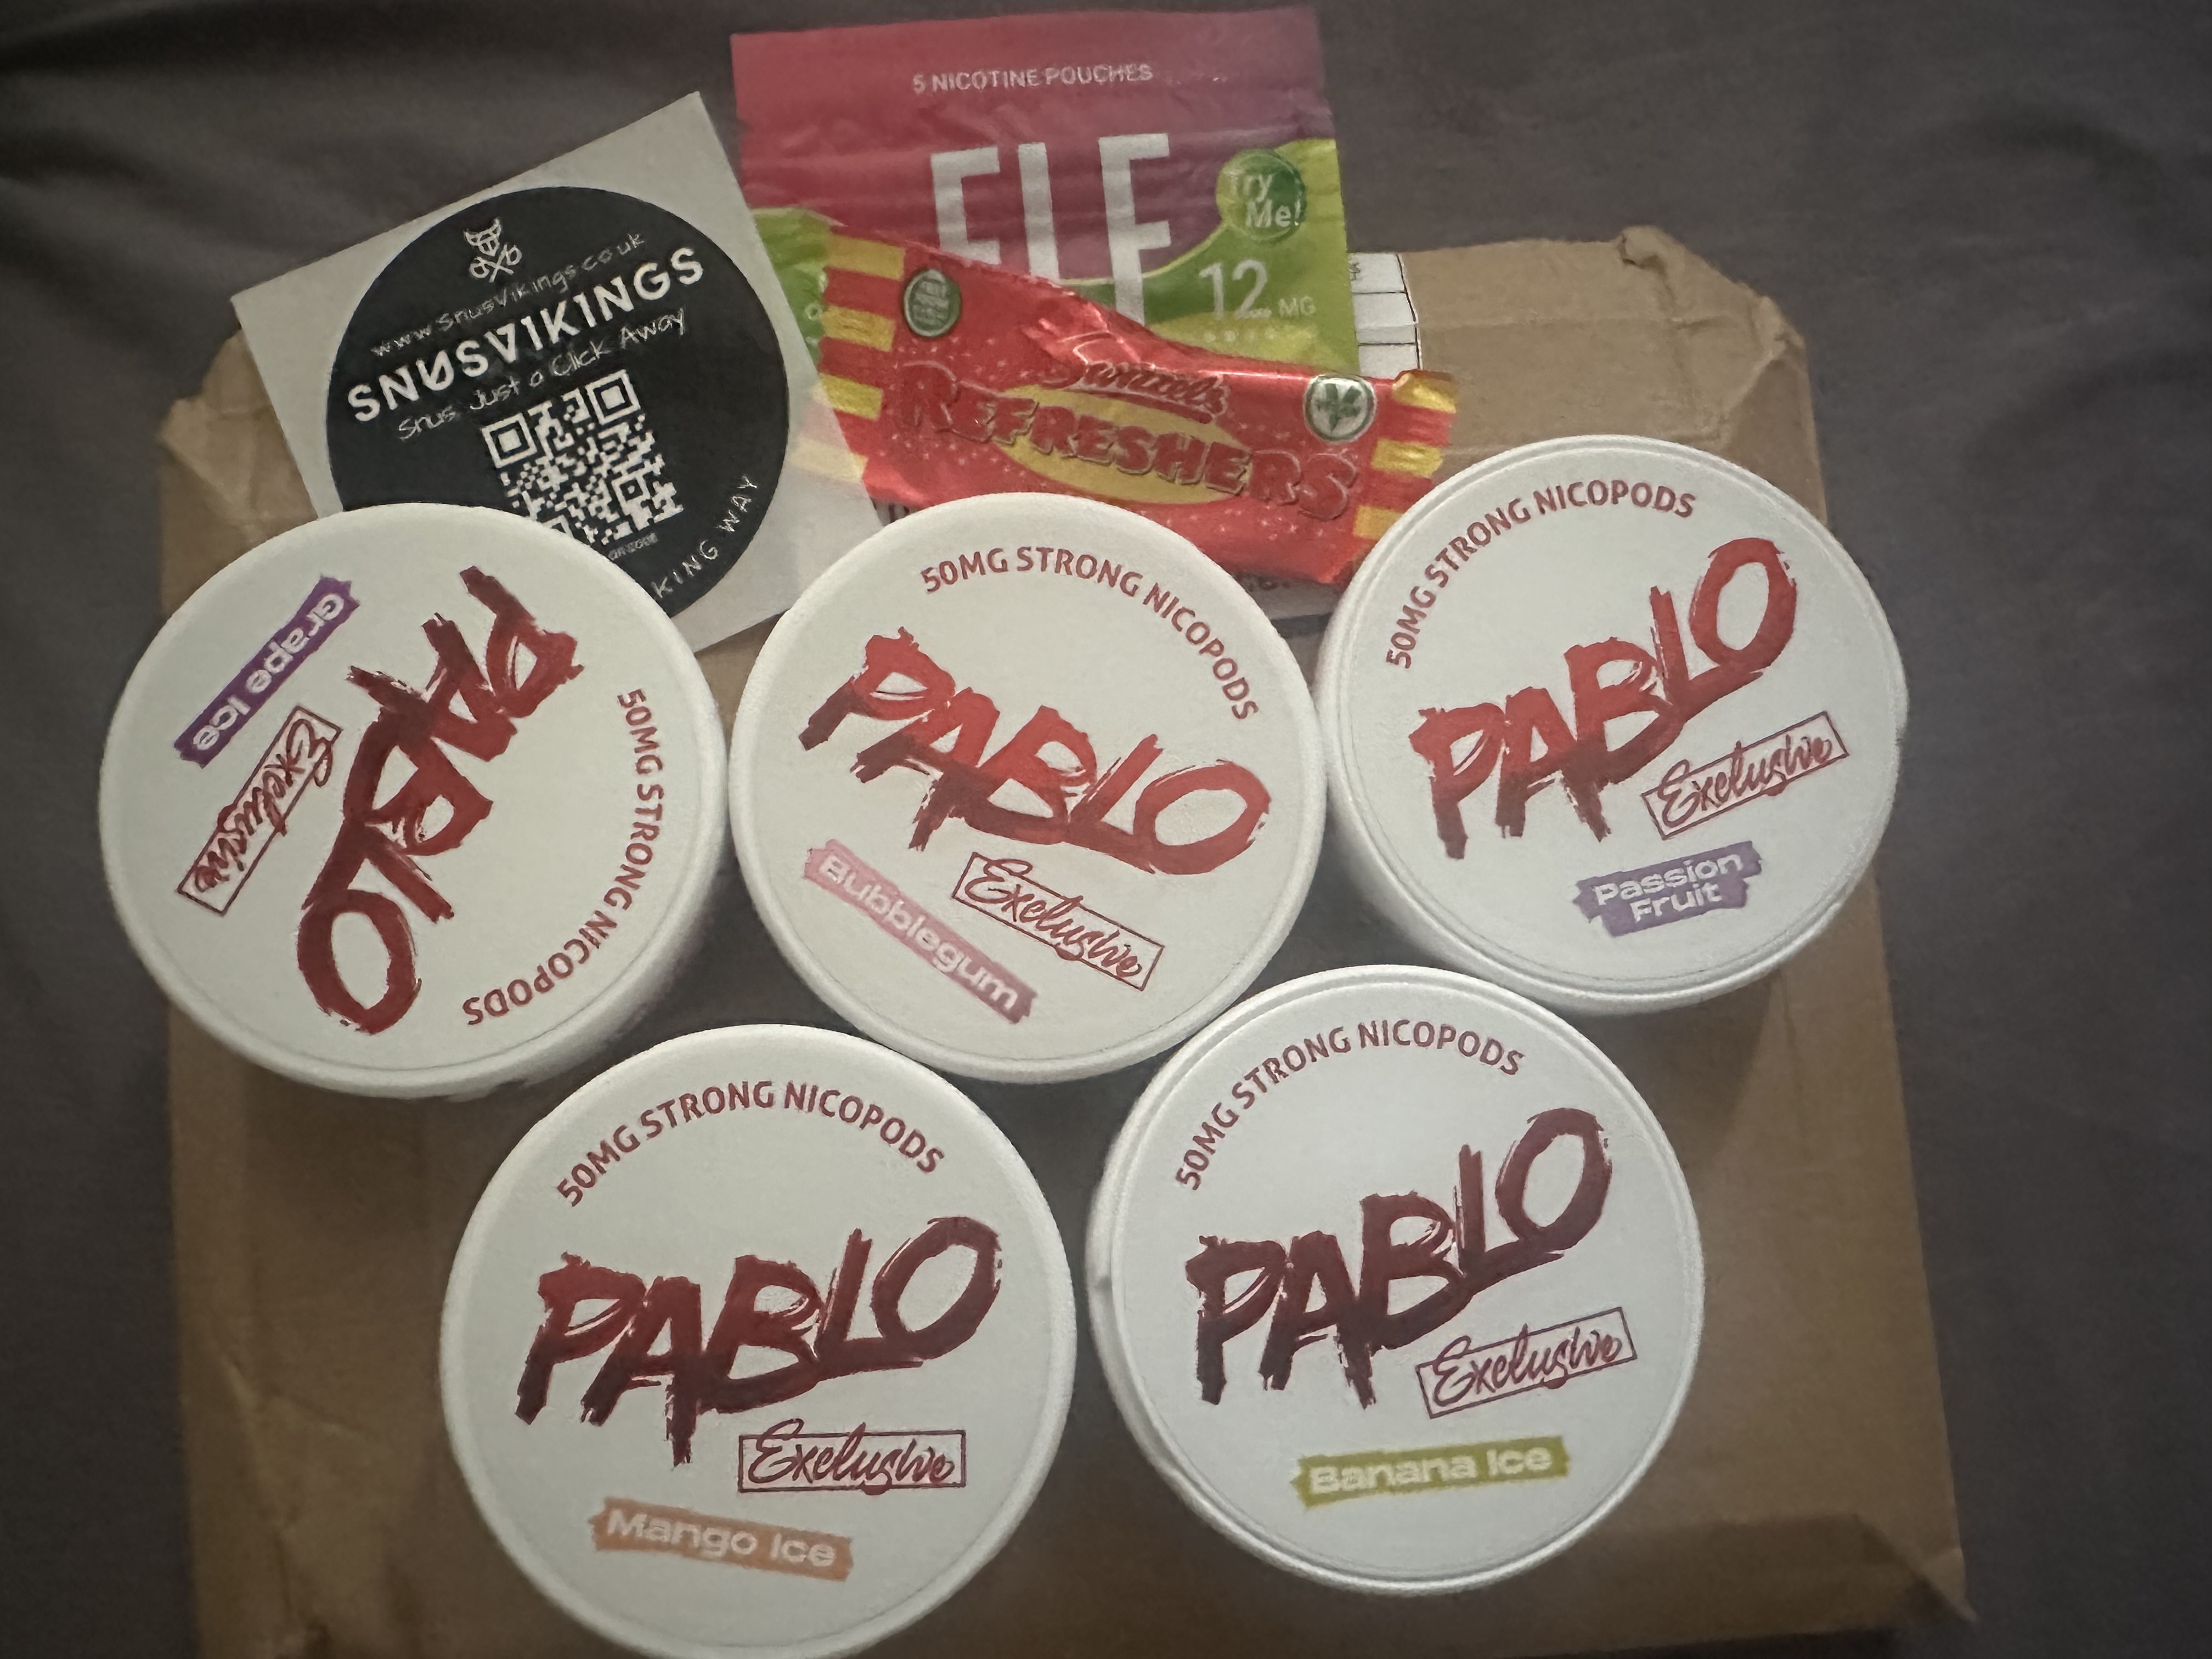 5 NICOTINE POUCHES
ELF
Try
Me!
12 MG
www.SnusVikings.co.uk
SNUSVIKINGS
Snus Just a Click Away
KING WAY
Swizzels
REFRESHERS
50MG STRONG NICOPODS
PABLO
Exclusive
Grape Ice
50MG STRONG NICOPODS
PABLO
Exclusive
Bubblegum
50MG STRONG NICOPODS
PABLO
Exclusive
Passion
Fruit
50MG STRONG NICOPODS
PABLO
Exclusive
Mango Ice
50MG STRONG NICOPODS
PABLO
Exclusive
Banana Ice